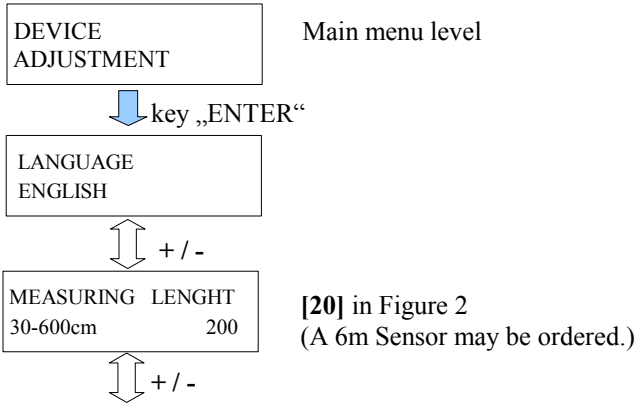 DEVICE Main menu level
ADJUSTMENT
key „ENTER“
LANGUAGE
ENGLISH
+ / -
MEASURING LENGHT
[20] in Figure 2
30-600cm 200
(A 6m Sensor may be ordered.)
+ / -